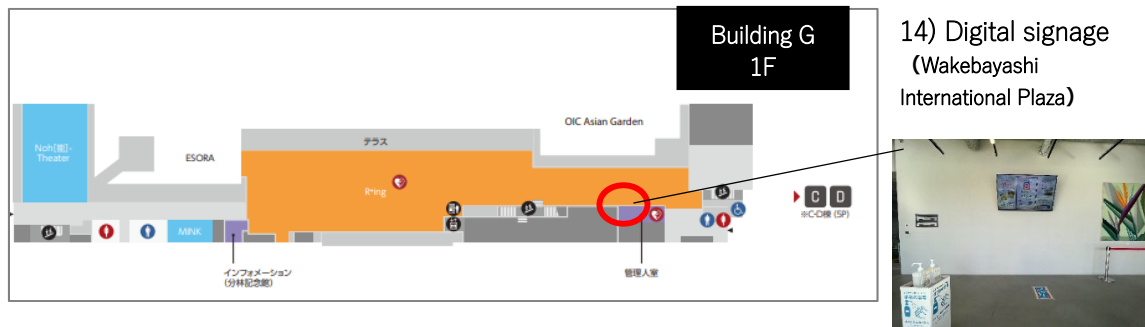 Building G
1F
14) Digital signage
（Wakebayashi
International Plaza）
OIC Asian Garden
テラス
Noh[能]-
Theater
ESORA
R*ing
C D
※C-D棟 (5P)
MINK
インフォメーション
(分林記念館)
管理人室